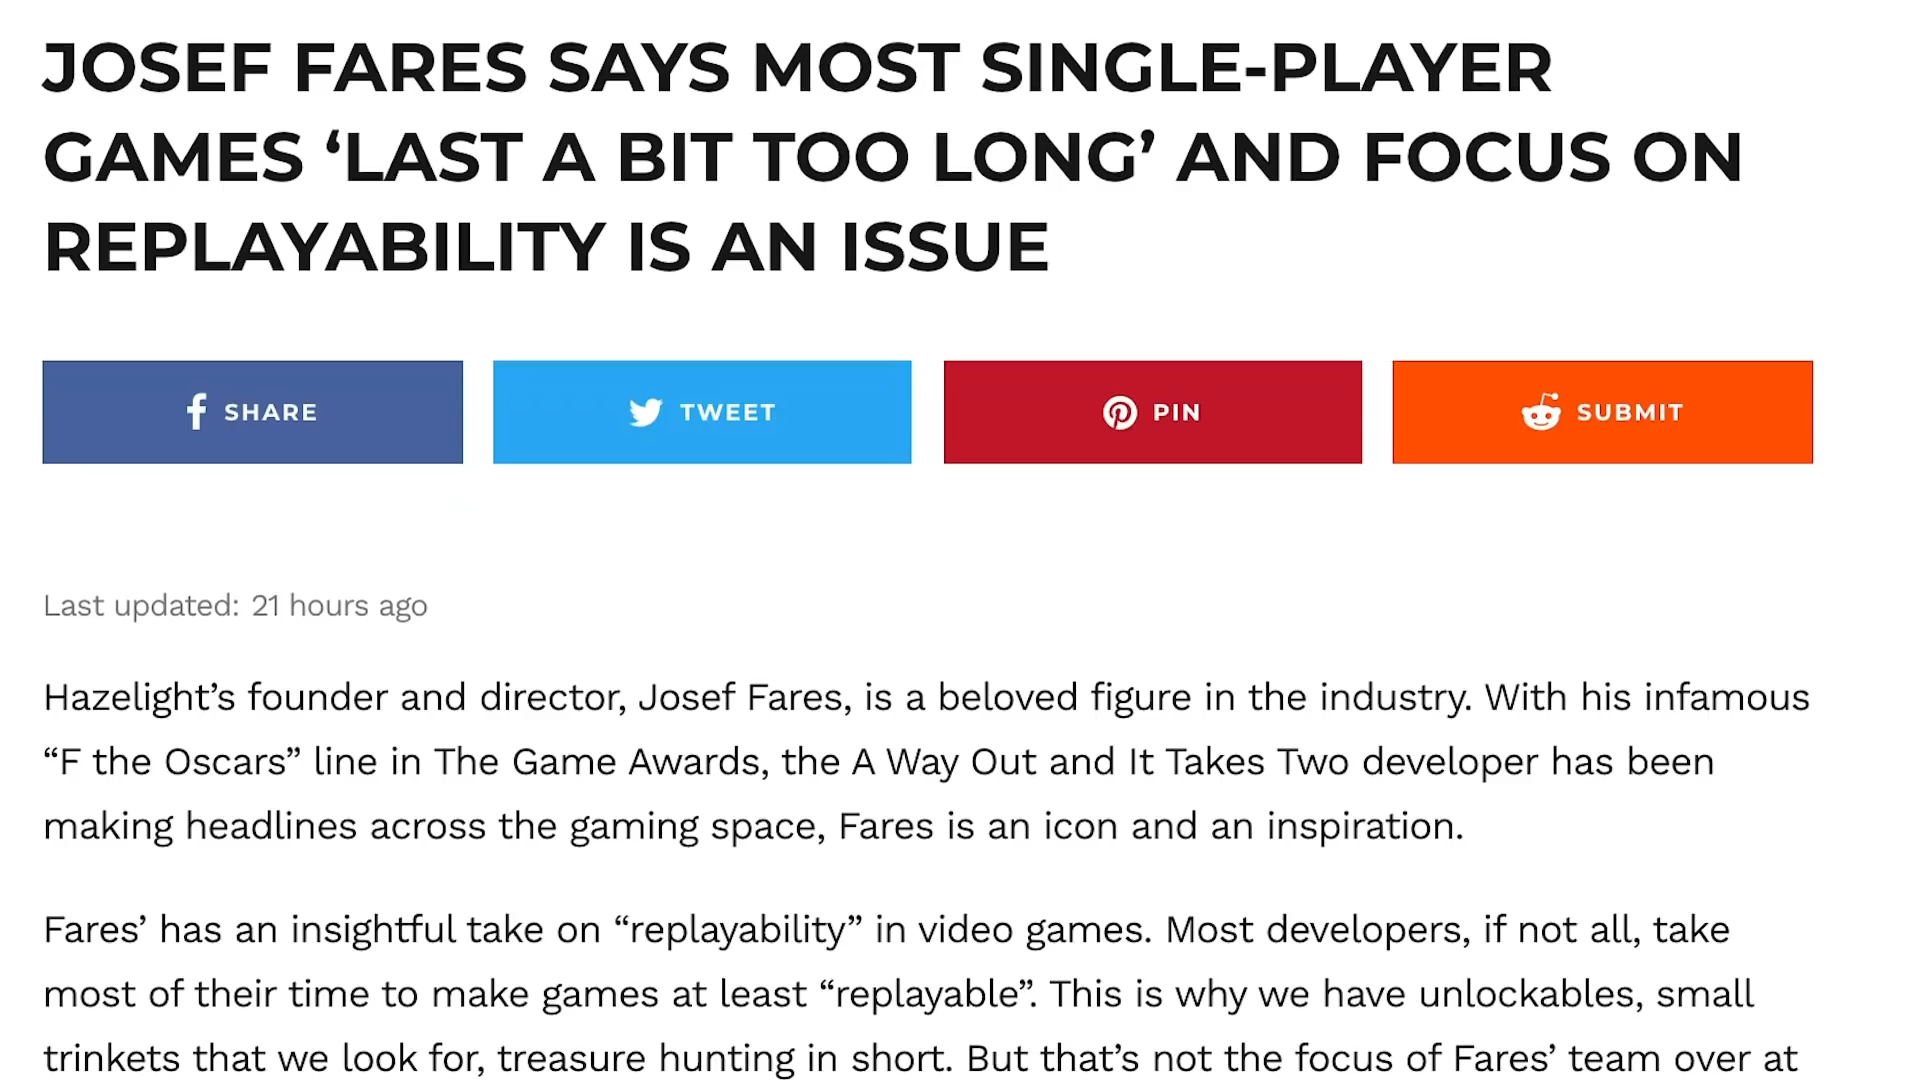 JOSEF FARES SAYS MOST SINGLE-PLAYER
GAMES ‘LAST A BIT TOO LONG’ AND FOCUS ON
REPLAYABILITY IS AN ISSUE
SHARE
TWEET
PIN
SUBMIT
Last updated: 21 hours ago
Hazelight’s founder and director, Josef Fares, is a beloved figure in the industry. With his infamous
“F the Oscars” line in The Game Awards, the A Way Out and It Takes Two developer has been
making headlines across the gaming space, Fares is an icon and an inspiration.
Fares’ has an insightful take on “replayability” in video games. Most developers, if not all, take
most of their time to make games at least “replayable”. This is why we have unlockables, small
trinkets that we look for, treasure hunting in short. But that’s not the focus of Fares’ team over at